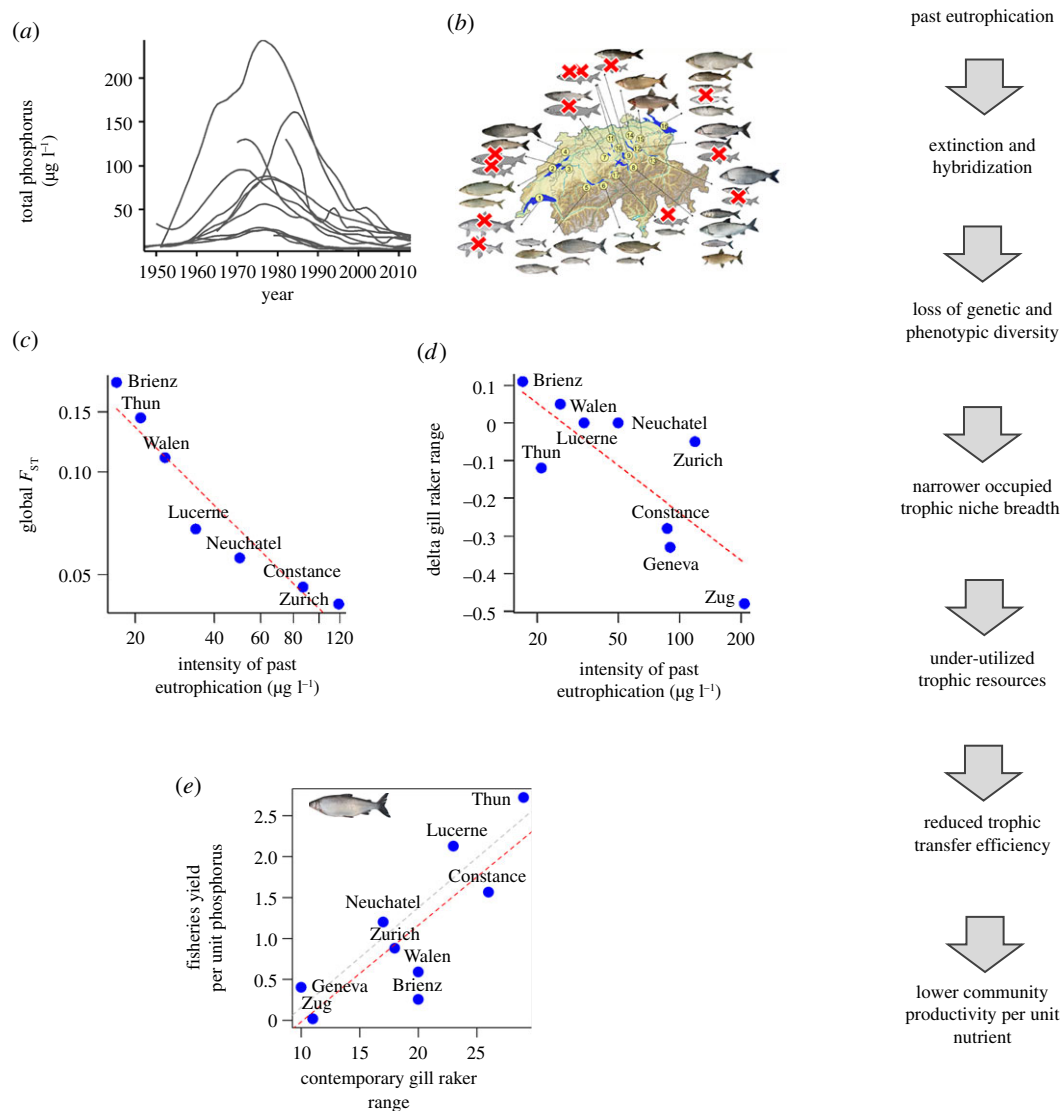 (a)
total phosphorus
(µg l⁻¹)
200
150
100
50
1950 1960 1970 1980 1990 2000 2010
year
(b)
past eutrophication
extinction and
hybridization
loss of genetic and
phenotypic diversity
narrower occupied
trophic niche breadth
under-utilized
trophic resources
reduced trophic
transfer efficiency
lower community
productivity per unit
nutrient
(c)
global F_ST
0.15
0.10
0.05
Brienz
Thun
Walen
Lucerne
Neuchatel
Constance
Zurich
20 40 60 80 120
intensity of past
eutrophication (µg l⁻¹)
(d)
delta gill raker range
0.1
0
−0.1
−0.2
−0.3
−0.4
−0.5
Brienz
Walen
Neuchatel
Lucerne
Zurich
Thun
Constance
Geneva
Zug
20 50 100 200
intensity of past
eutrophication (µg l⁻¹)
(e)
fisheries yield
per unit phosphorus
2.5
2.0
1.5
1.0
0.5
0
Thun
Lucerne
Constance
Neuchatel
Zurich
Walen
Brienz
Geneva
Zug
10 15 20 25
contemporary gill raker
range